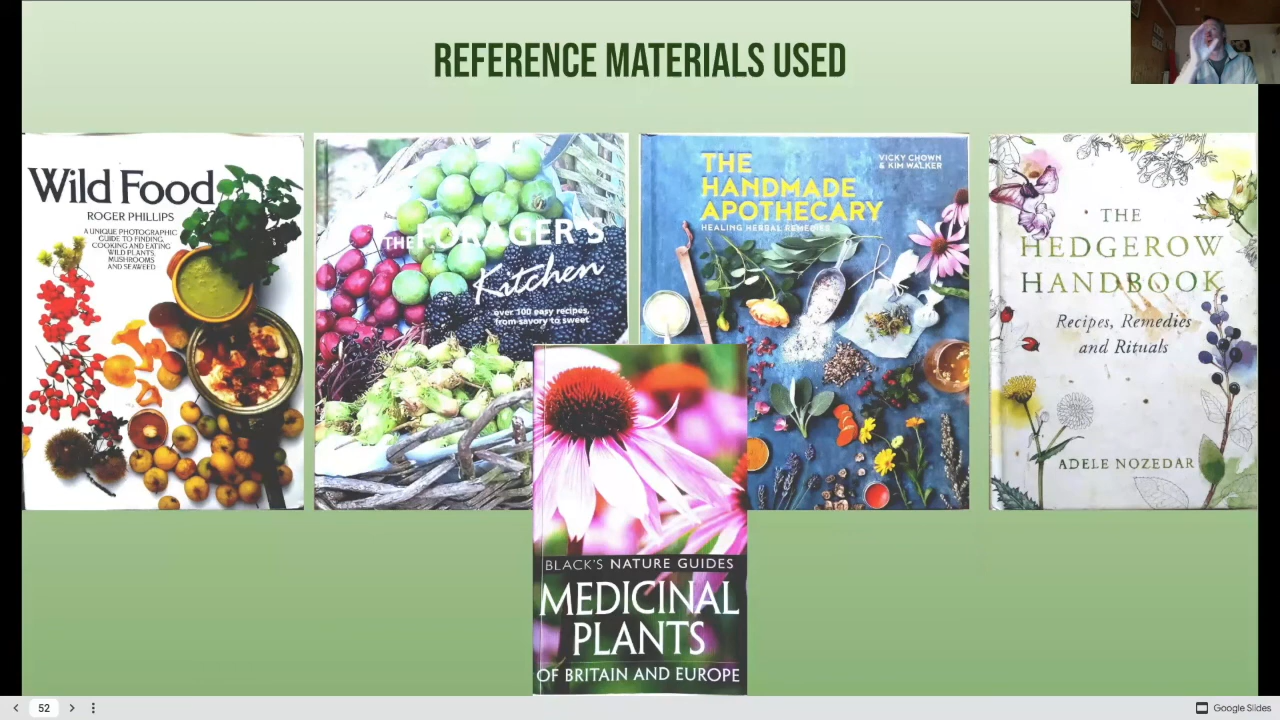 REFERENCE MATERIALS USED
Wild Food
ROGER PHILLIPS
A UNIQUE PHOTOGRAPHIC
GUIDE TO FINDING,
COOKING AND EATING
WILD PLANTS,
MUSHROOMS
AND SEAWEED
THE FORAGER'S
Kitchen
over 100 easy recipes,
from savory to sweet
THE
HANDMADE
APOTHECARY
HEALING HERBAL REMEDIES
VICKY CHOWN
& KIM WALKER
THE
HEDGEROW
HANDBOOK
Recipes, Remedies
and Rituals
ADELE NOZEDAR
BLACK'S NATURE GUIDES
MEDICINAL
PLANTS
OF BRITAIN AND EUROPE
52
Google Slides